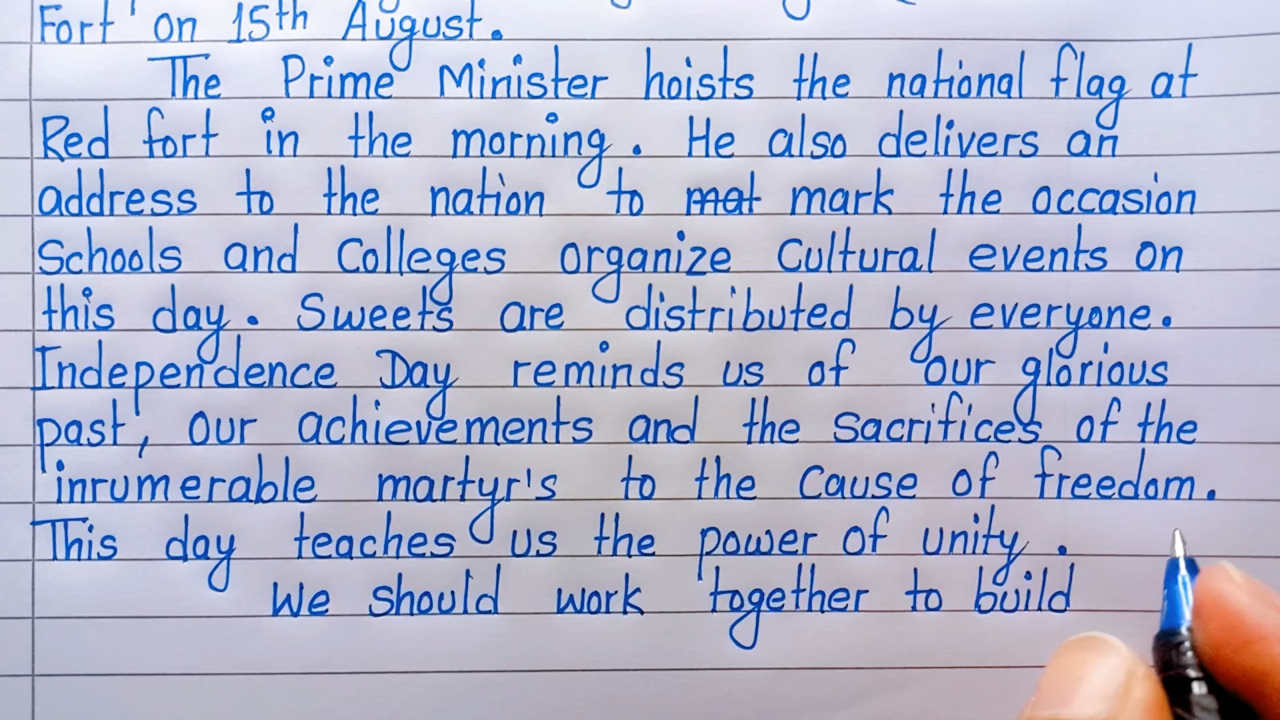 Fort' on 15th August.
The Prime Minister hoists the national flag at
Red fort in the morning. He also delivers an
address to the nation to mat mark the occasion
Schools and Colleges organize Cultural events on
this day. Sweets are distributed by everyone.
Independence Day reminds us of our glorious
past, our achievements and the sacrifices of the
inrumerable martyr's to the cause of freedom.
This day teaches us the power of unity.
We should work together to build